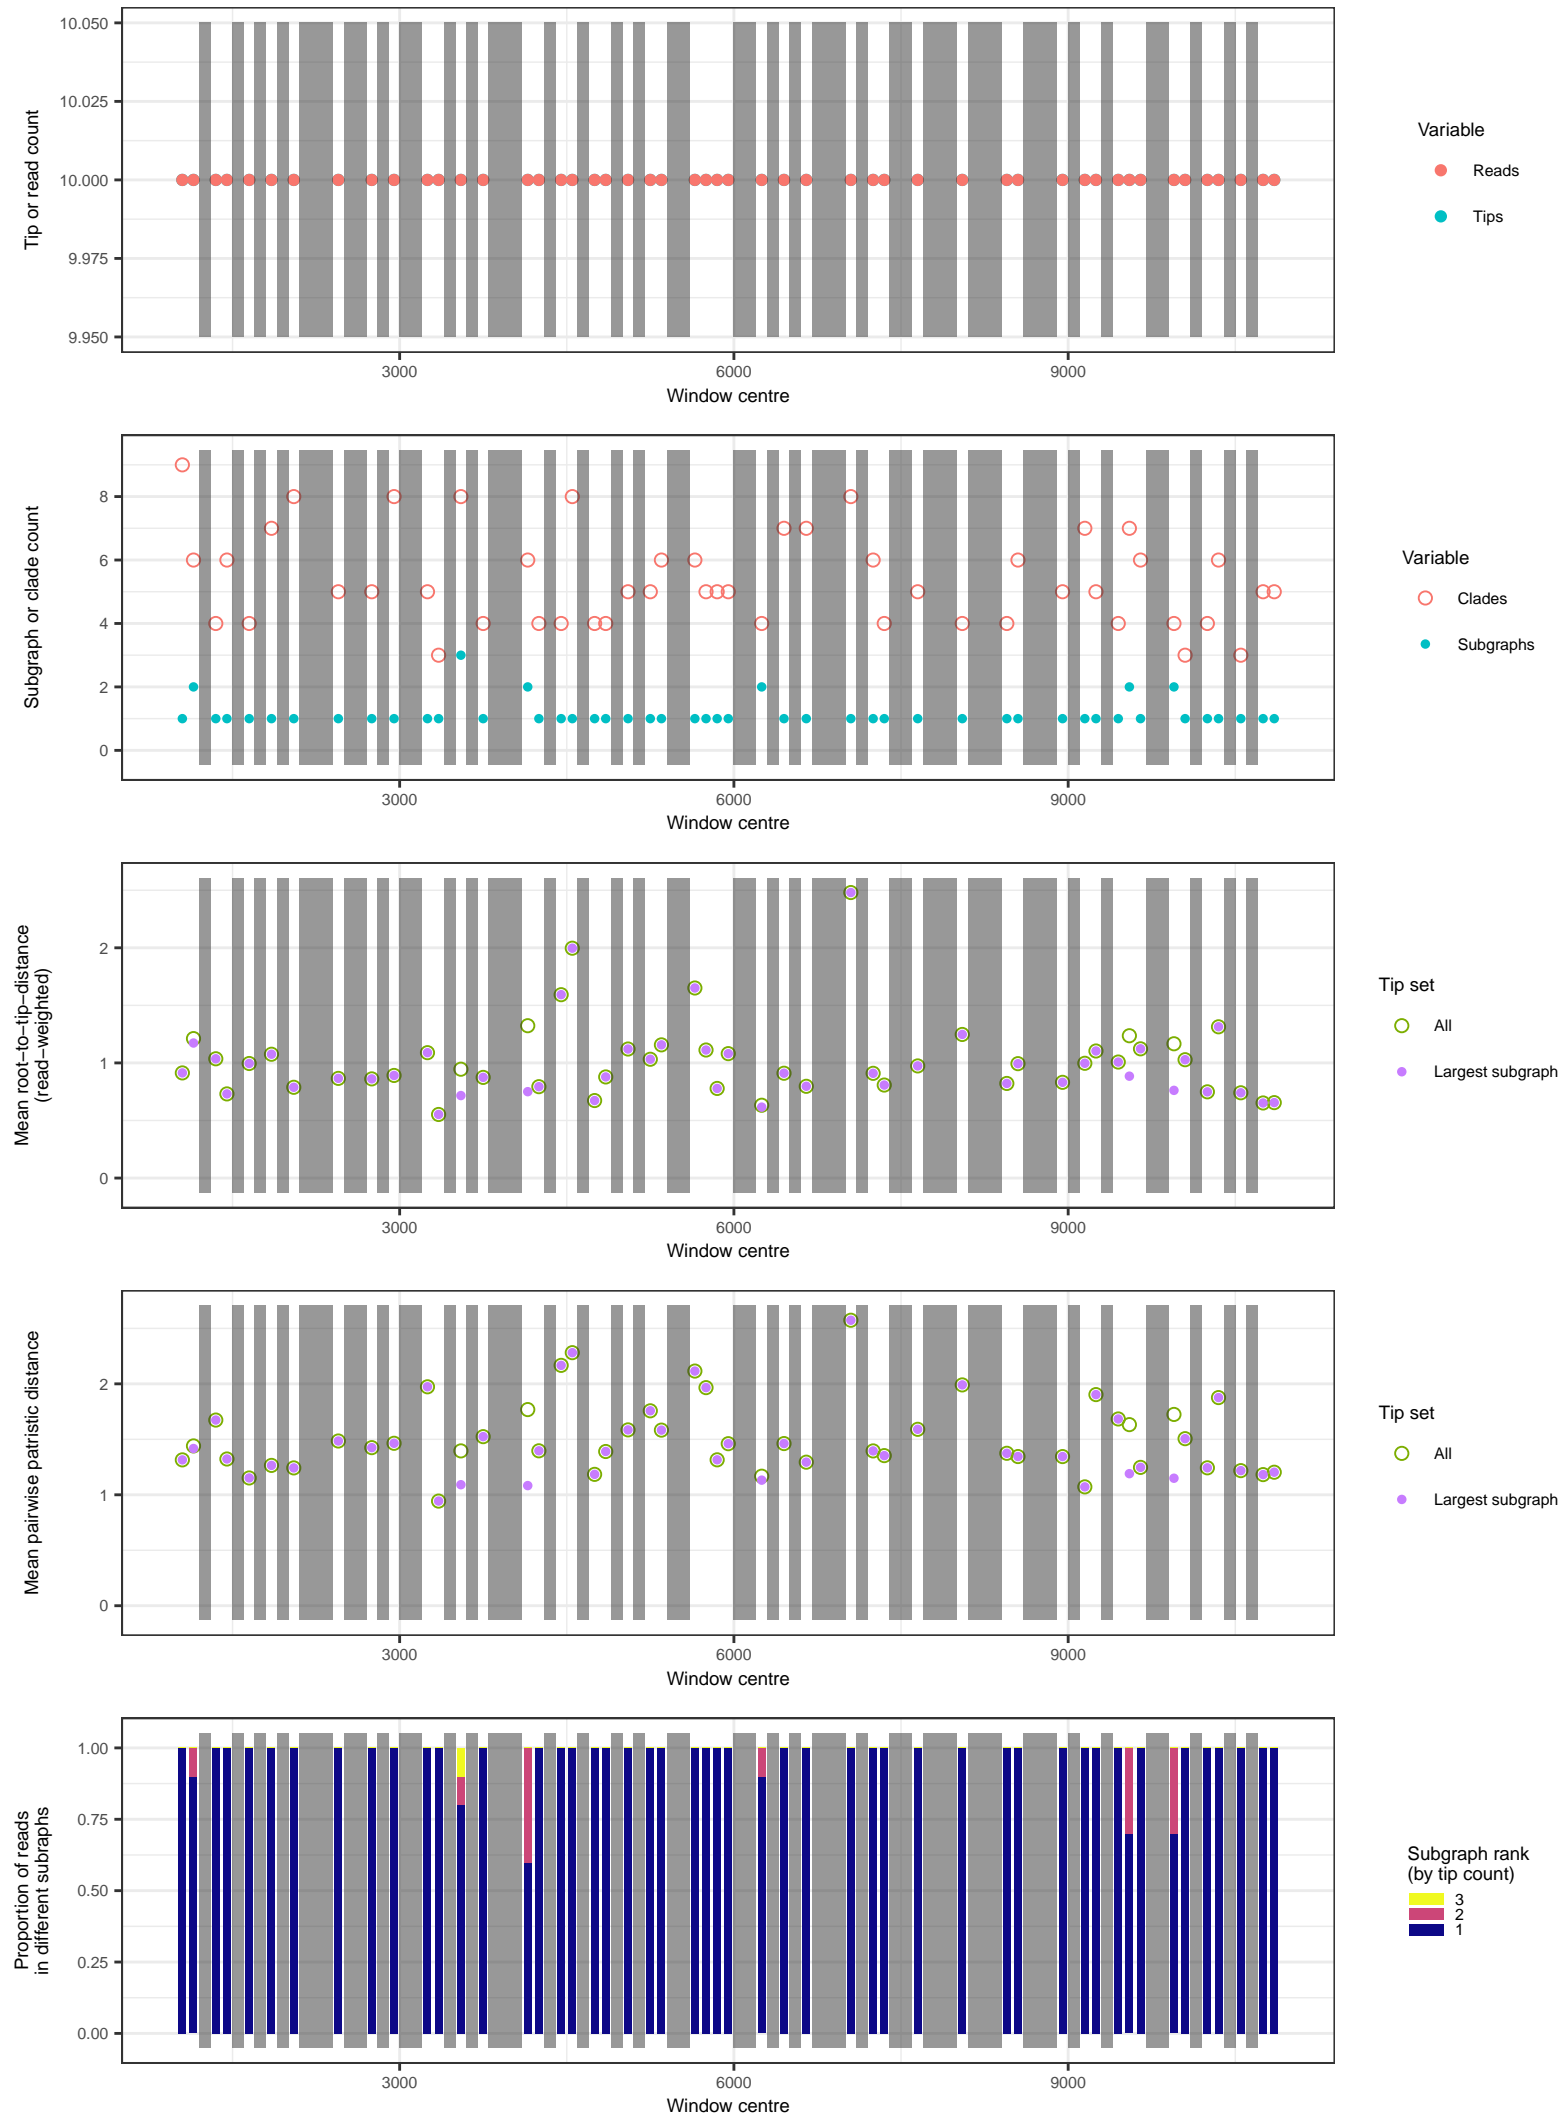 10.050
10.025
10.000
9.975
9.950
Tip or read count
3000
6000
9000
Window centre
Variable
Reads
Tips
8
6
4
2
0
Subgraph or clade count
3000
6000
9000
Window centre
Variable
Clades
Subgraphs
2
1
0
Mean root−to−tip−distance
(read−weighted)
3000
6000
9000
Window centre
Tip set
All
Largest subgraph
2
1
0
Mean pairwise patristic distance
3000
6000
9000
Window centre
Tip set
All
Largest subgraph
1.00
0.75
0.50
0.25
0.00
Proportion of reads
in different subraphs
3000
6000
9000
Window centre
Subgraph rank
(by tip count)
3
2
1